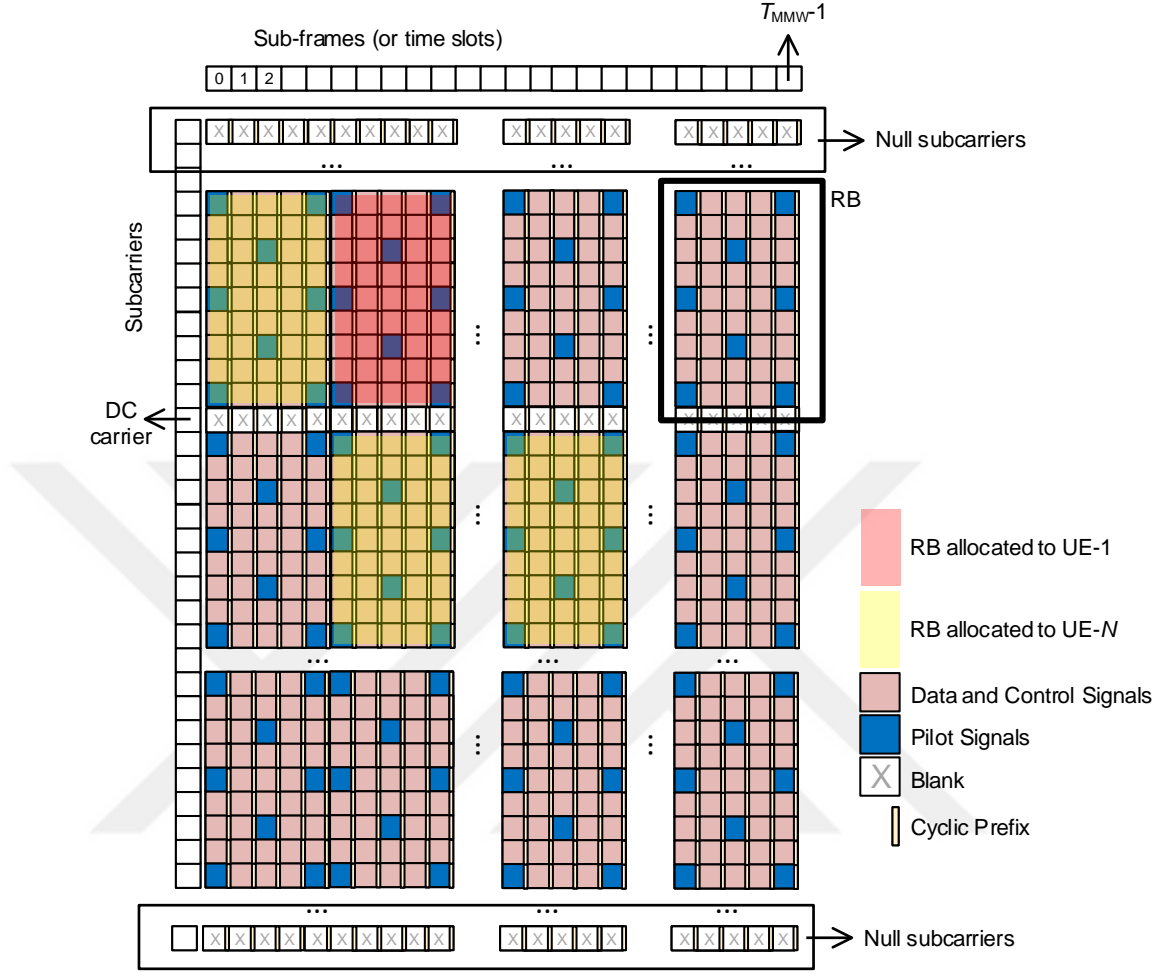 T_MMW-1
Sub-frames (or time slots)
0 1 2
X X X X X X X X X X X X X X X X X X X X
Null subcarriers
... ... ...
RB
Subcarriers
... ...
DC
carrier
X X X X X X X X X X X X X X X X X X X X
... ...
RB allocated to UE-1
RB allocated to UE-N
... ... ...
Data and Control Signals
Pilot Signals
... ...
X Blank
Cyclic Prefix
... ... ...
X X X X X X X X X X X X X X X X X X X X
Null subcarriers